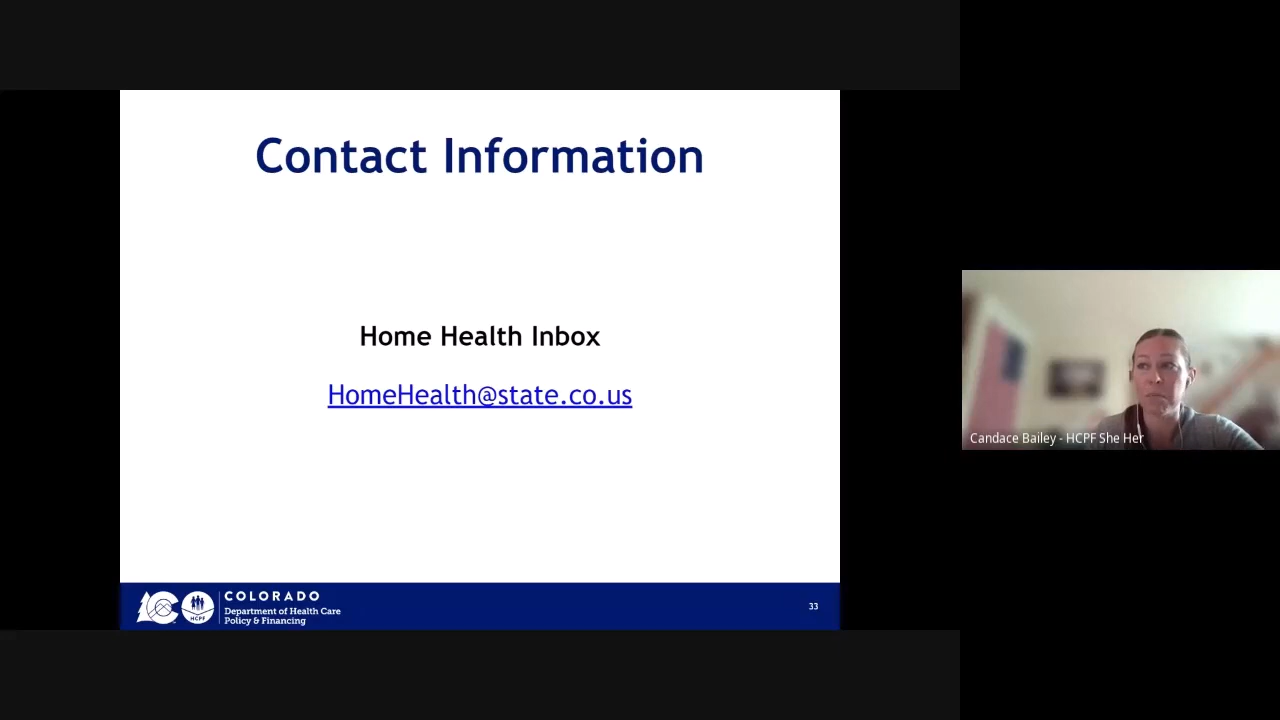 Contact Information
Home Health Inbox
HomeHealth@state.co.us
COLORADO
Department of Health Care
Policy & Financing
HCPF
33
Candace Bailey - HCPF She Her